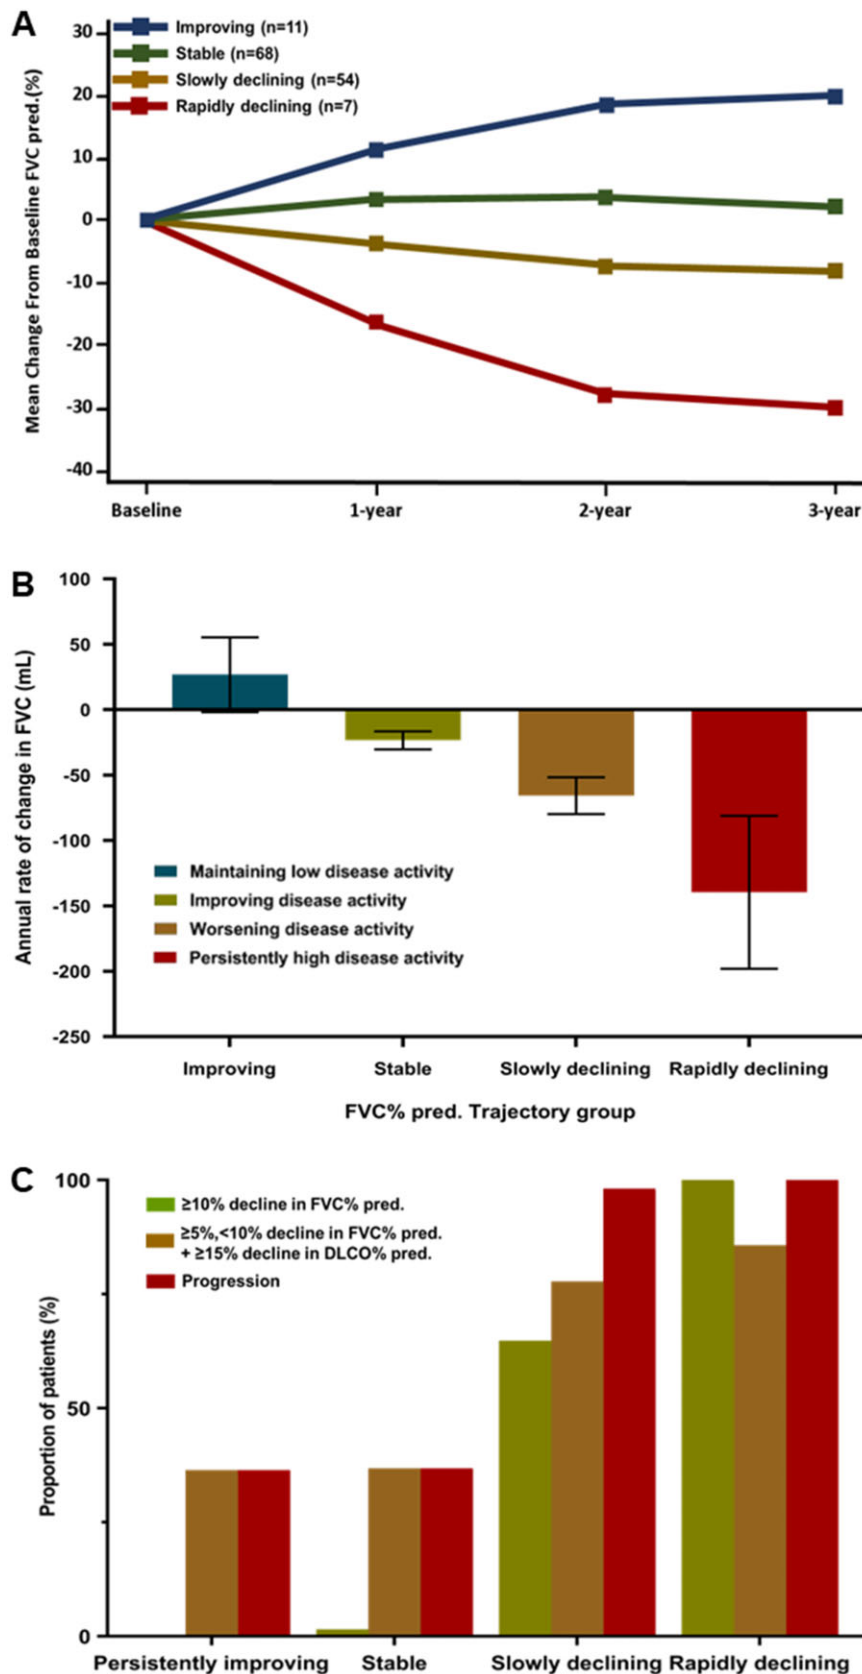 A
Mean Change From Baseline FVC pred.(%)
30
20
10
0
-10
-20
-30
-40
Improving (n=11)
Stable (n=68)
Slowly declining (n=54)
Rapidly declining (n=7)
Baseline 1-year 2-year 3-year
B
Annual rate of change in FVC (mL)
100
50
0
-50
-100
-150
-200
-250
Maintaining low disease activity
Improving disease activity
Worsening disease activity
Persistently high disease activity
Improving Stable Slowly declining Rapidly declining
FVC% pred. Trajectory group
C
Proportion of patients (%)
100
50
0
≥10% decline in FVC% pred.
≥5%,<10% decline in FVC% pred.
+ ≥15% decline in DLCO% pred.
Progression
Persistently improving Stable Slowly declining Rapidly declining